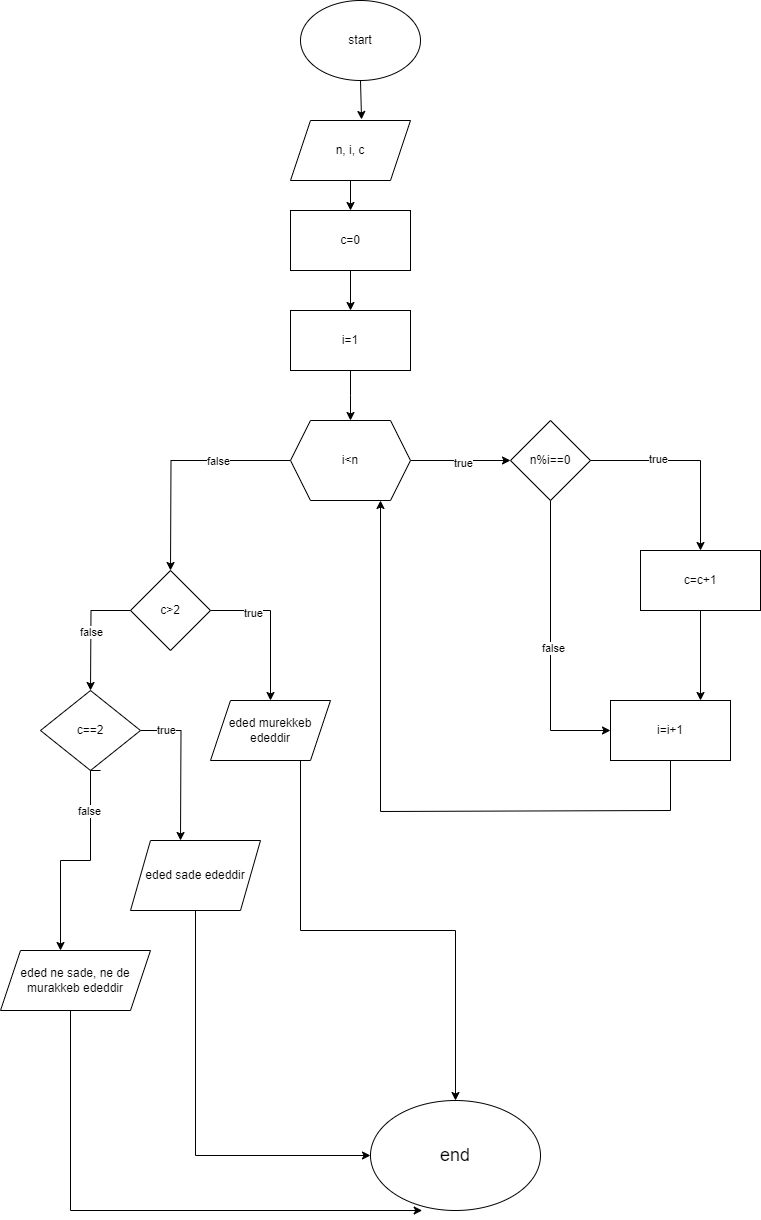 start
n, i, c
c=0
i=1
i<n
false
true
n%i==0
true
c=c+1
false
i=i+1
c>2
true
false
eded murekkeb
ededdir
c==2
true
false
eded sade ededdir
eded ne sade, ne de
murakkeb ededdir
end